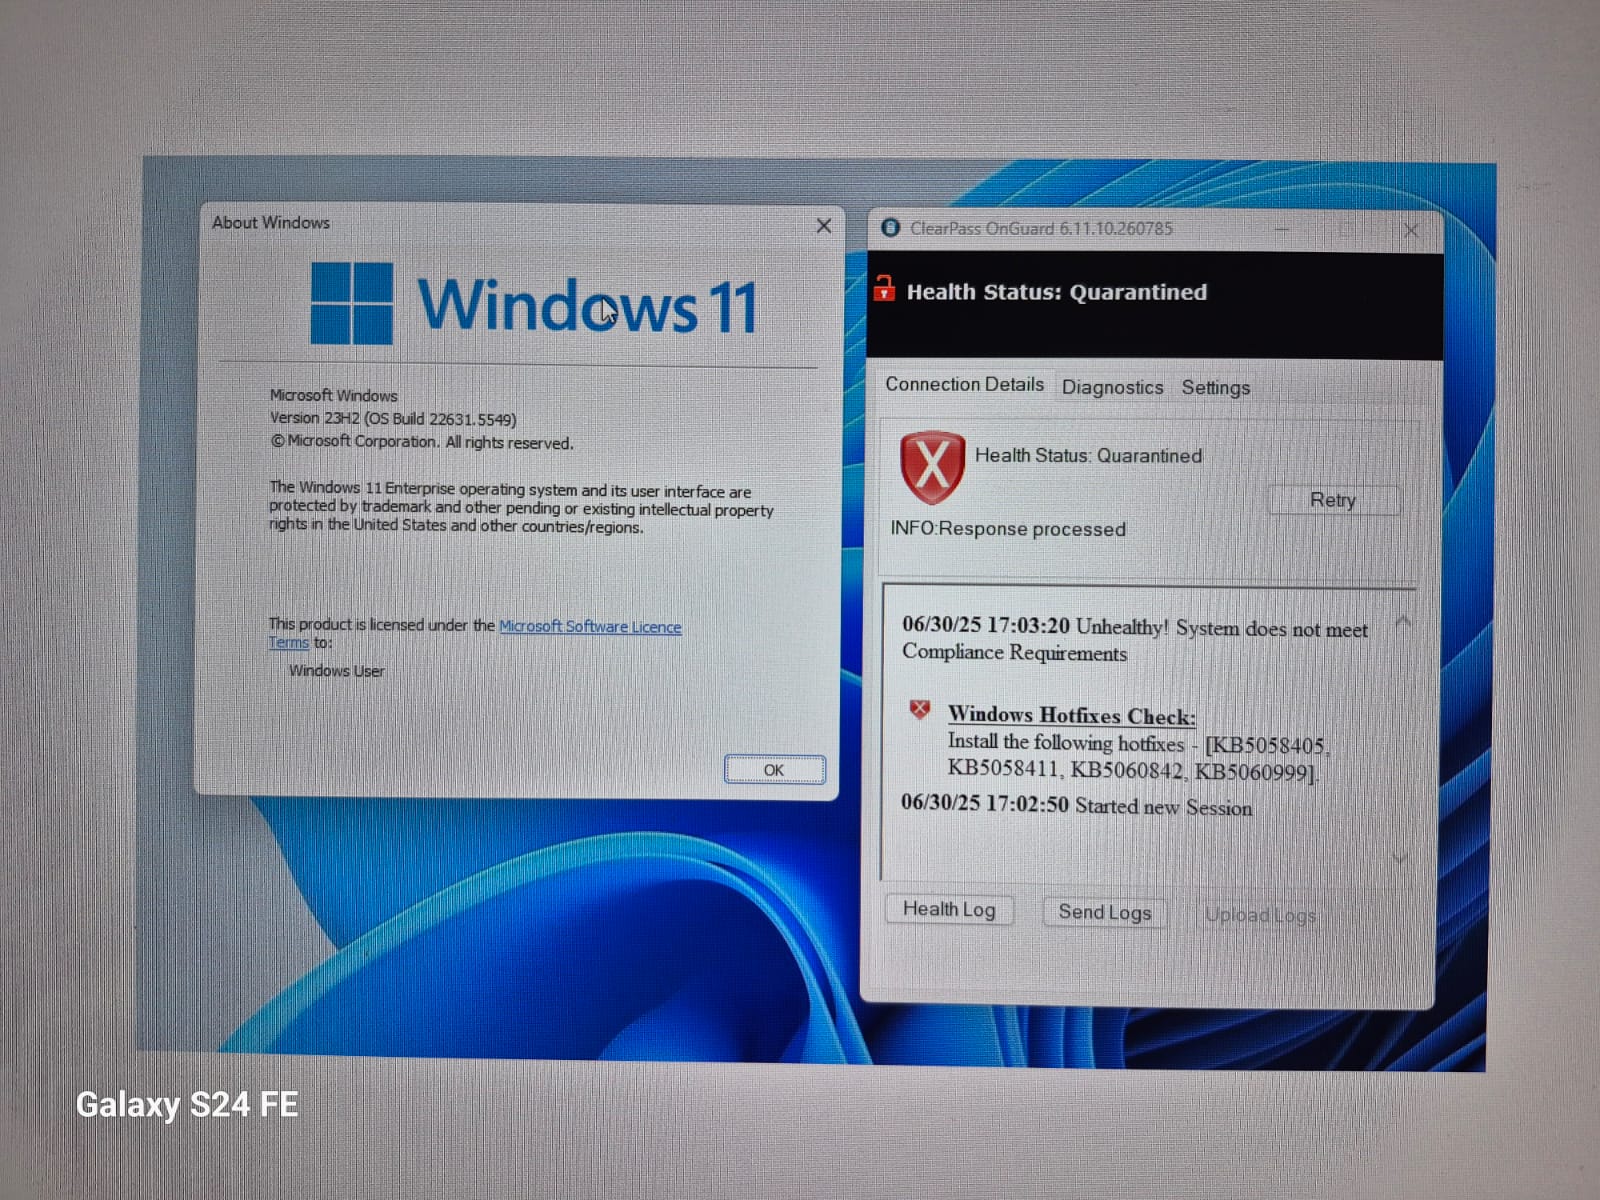 About Windows
Windows 11
Microsoft Windows
Version 23H2 (OS Build 22631.5549)
© Microsoft Corporation. All rights reserved.
The Windows 11 Enterprise operating system and its user interface are
protected by trademark and other pending or existing intellectual property
rights in the United States and other countries/regions.
This product is licensed under the Microsoft Software Licence
Terms to:
Windows User
OK
ClearPass OnGuard 6.11.10.260785
Health Status: Quarantined
Connection Details Diagnostics Settings
Health Status: Quarantined
Retry
INFO:Response processed
06/30/25 17:03:20 Unhealthy! System does not meet
Compliance Requirements
Windows Hotfixes Check:
Install the following hotfixes - [KB5058405,
KB5058411, KB5060842, KB5060999].
06/30/25 17:02:50 Started new Session
Health Log Send Logs Upload Logs
Galaxy S24 FE